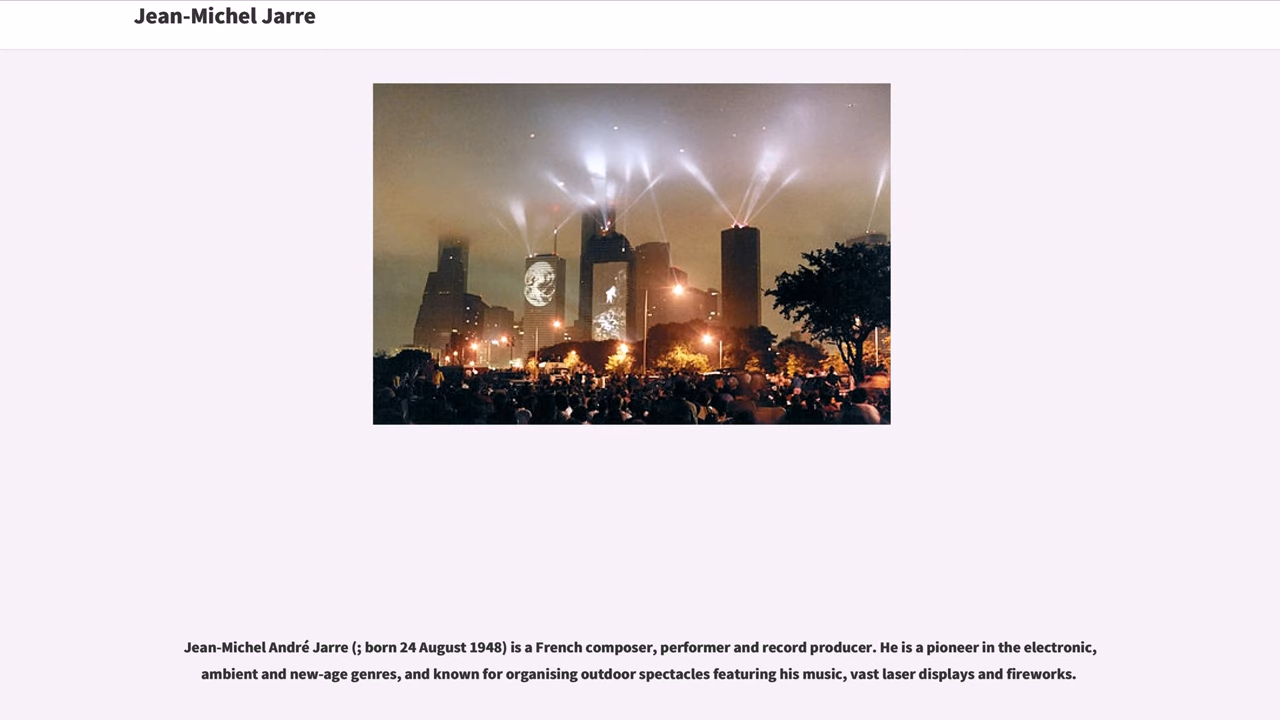 Jean-Michel Jarre
Jean-Michel André Jarre (; born 24 August 1948) is a French composer, performer and record producer. He is a pioneer in the electronic,
ambient and new-age genres, and known for organising outdoor spectacles featuring his music, vast laser displays and fireworks.